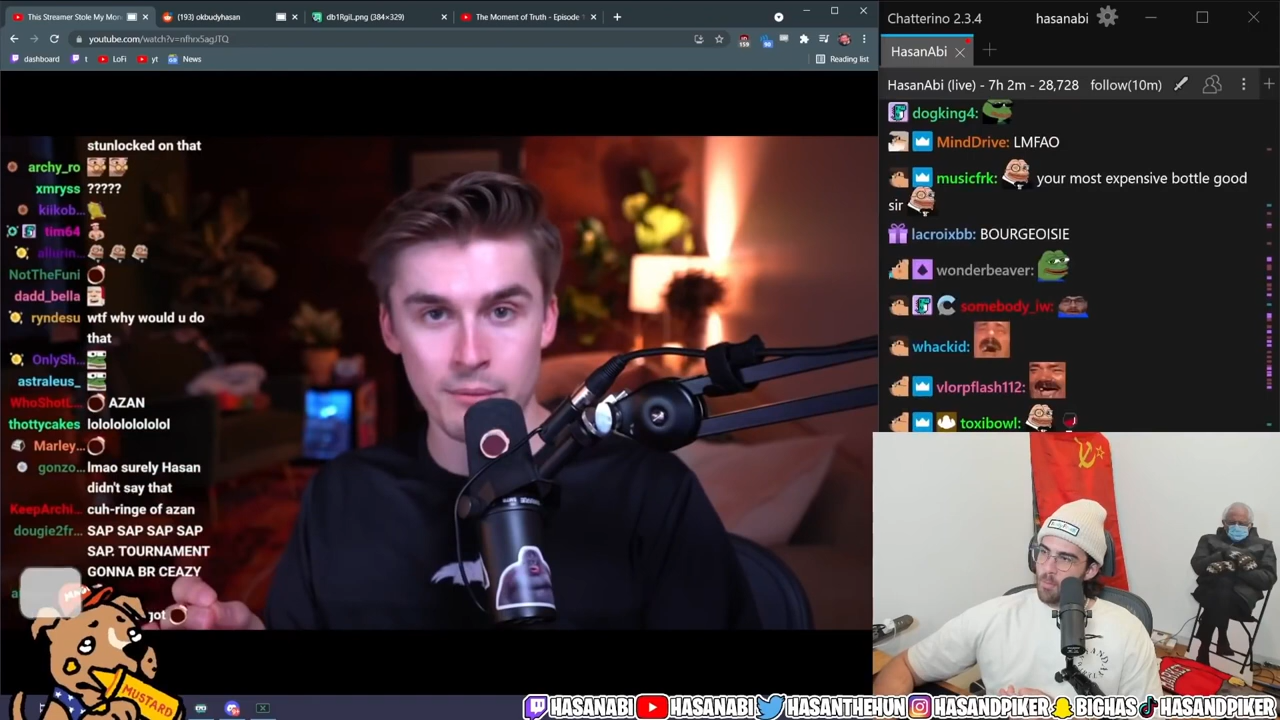 This Streamer Stole My Mon
(193) okbudyhasan
db1RgiL.png (384×329)
The Moment of Truth - Episode
youtube.com/watch?v=nfhrx5agJTQ
dashboard
t
LoFi
yt
News
Reading list
stunlocked on that
archy_ro
xmryss ?????
kiikob...
tim64
allurin...
NotTheFuni
dadd_bella
ryndesu wtf why would u do
that
OnlySh...
astraleus_
WhoShotL... AZAN
thottycakes lolololololol
Marley...
gonzo... lmao surely Hasan
didn't say that
KeepArchi... cuh-ringe of azan
dougie2fr... SAP SAP SAP SAP
SAP. TOURNAMENT
GONNA BR CEAZY
got
MUSTARD
Chatterino 2.3.4
hasanabi
HasanAbi
HasanAbi (live) - 7h 2m - 28,728 follow(10m)
dogking4:
MindDrive: LMFAO
musicfrk: your most expensive bottle good
sir
lacroixbb: BOURGEOISIE
wonderbeaver:
somebody_iw:
whackid:
vlorpflash112:
toxibowl:
HASANABI HASANABI HASANTHEHUN HASANDPIKER BIGHAS HASANDPIKER